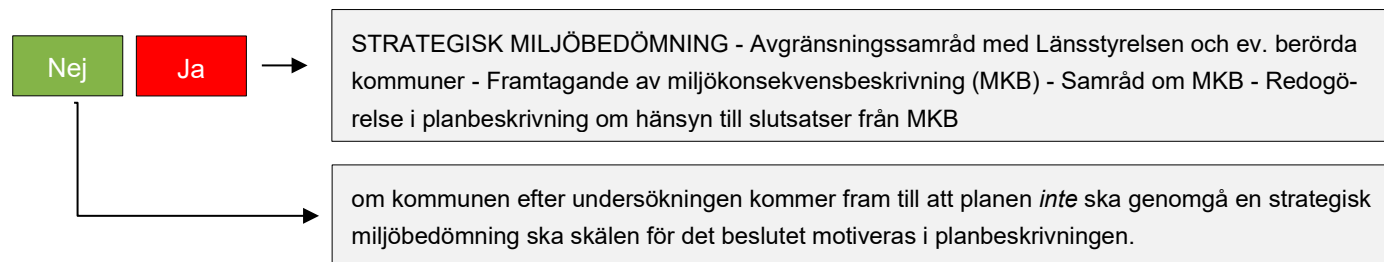 Nej Ja
STRATEGISK MILJÖBEDÖMNING - Avgränsningssamråd med Länsstyrelsen och ev. berörda
kommuner - Framtagande av miljökonsekvensbeskrivning (MKB) - Samråd om MKB - Redogö-
relse i planbeskrivning om hänsyn till slutsatser från MKB
om kommunen efter undersökningen kommer fram till att planen inte ska genomgå en strategisk
miljöbedömning ska skälen för det beslutet motiveras i planbeskrivningen.